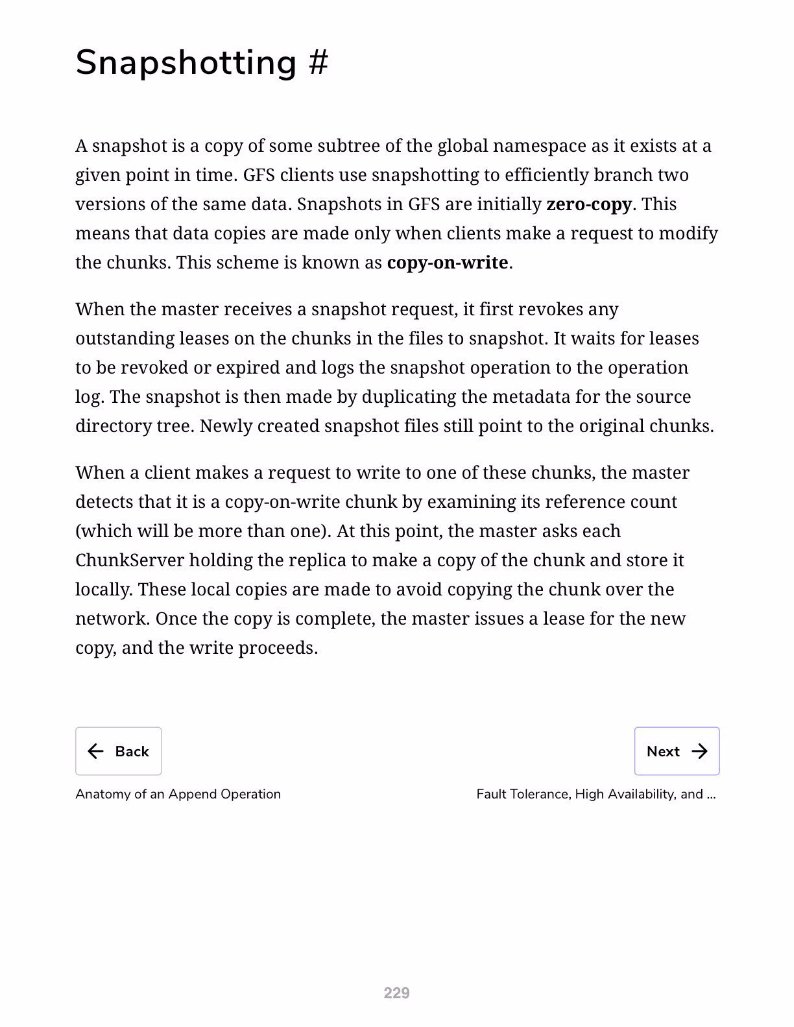 Snapshotting #
A snapshot is a copy of some subtree of the global namespace as it exists at a
given point in time. GFS clients use snapshotting to efficiently branch two
versions of the same data. Snapshots in GFS are initially zero-copy. This
means that data copies are made only when clients make a request to modify
the chunks. This scheme is known as copy-on-write.
When the master receives a snapshot request, it first revokes any
outstanding leases on the chunks in the files to snapshot. It waits for leases
to be revoked or expired and logs the snapshot operation to the operation
log. The snapshot is then made by duplicating the metadata for the source
directory tree. Newly created snapshot files still point to the original chunks.
When a client makes a request to write to one of these chunks, the master
detects that it is a copy-on-write chunk by examining its reference count
(which will be more than one). At this point, the master asks each
ChunkServer holding the replica to make a copy of the chunk and store it
locally. These local copies are made to avoid copying the chunk over the
network. Once the copy is complete, the master issues a lease for the new
copy, and the write proceeds.
← Back
Next →
Anatomy of an Append Operation
Fault Tolerance, High Availability, and ...
229